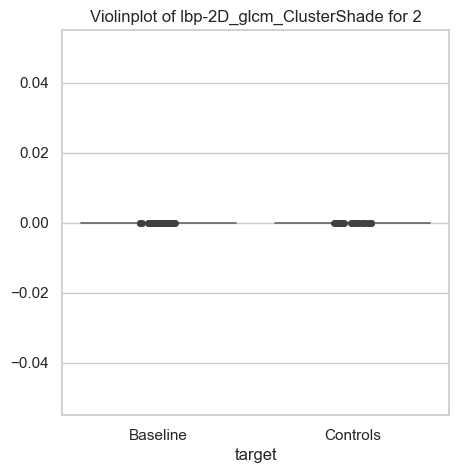 Violinplot of lbp-2D_glcm_ClusterShade for 2
0.04
0.02
0.00
−0.02
−0.04
Baseline
Controls
target